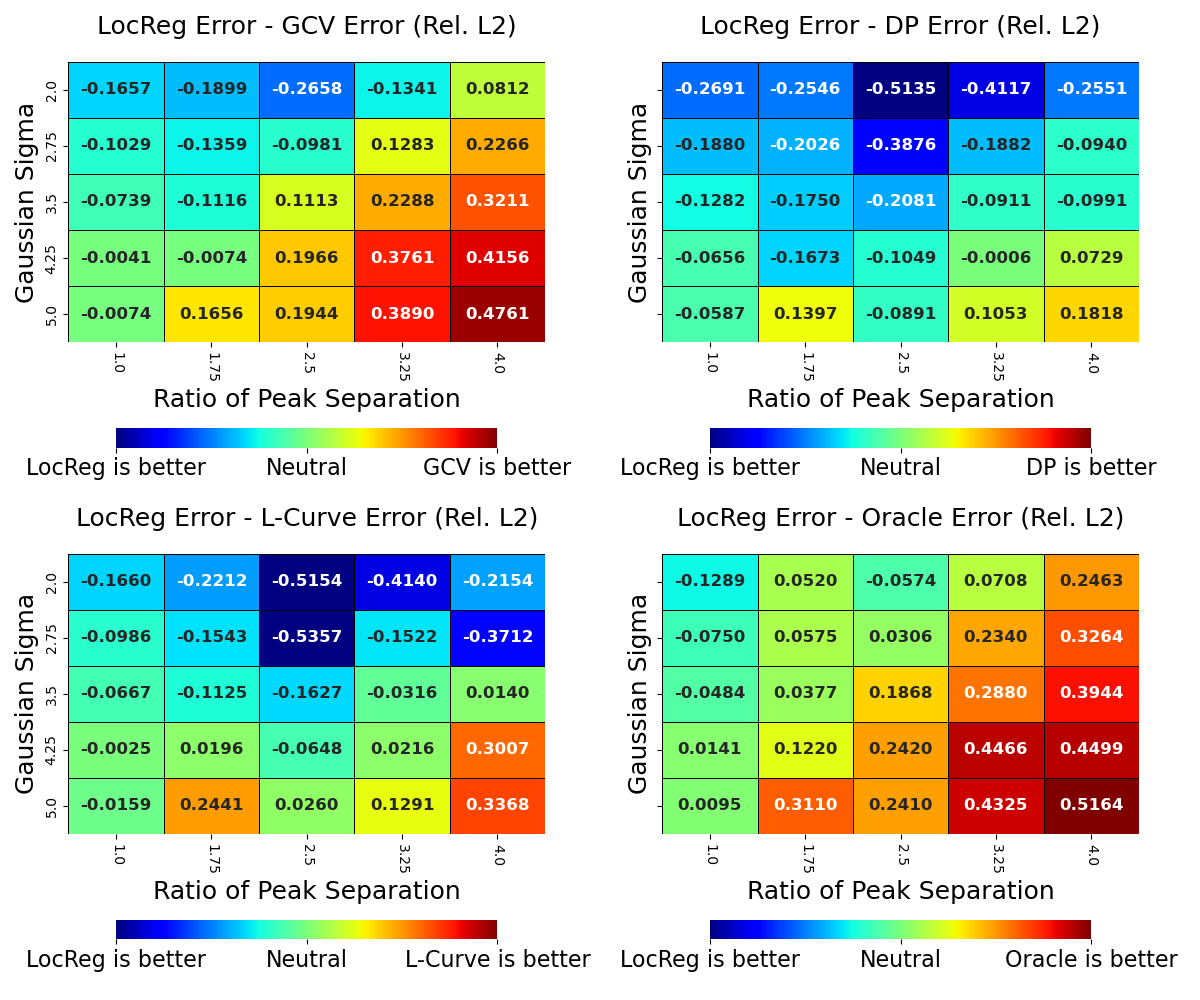 LocReg Error - GCV Error (Rel. L2)
Gaussian Sigma
2.0 -0.1657 -0.1899 -0.2658 -0.1341 0.0812
2.75 -0.1029 -0.1359 -0.0981 0.1283 0.2266
3.5 -0.0739 -0.1116 0.1113 0.2288 0.3211
4.25 -0.0041 -0.0074 0.1966 0.3761 0.4156
5.0 -0.0074 0.1656 0.1944 0.3890 0.4761
1.0 1.75 2.5 3.25 4.0
Ratio of Peak Separation
LocReg is better Neutral GCV is better
LocReg Error - DP Error (Rel. L2)
Gaussian Sigma
-0.2691 -0.2546 -0.5135 -0.4117 -0.2551
-0.1880 -0.2026 -0.3876 -0.1882 -0.0940
-0.1282 -0.1750 -0.2081 -0.0911 -0.0991
-0.0656 -0.1673 -0.1049 -0.0006 0.0729
-0.0587 0.1397 -0.0891 0.1053 0.1818
1.0 1.75 2.5 3.25 4.0
Ratio of Peak Separation
LocReg is better Neutral DP is better
LocReg Error - L-Curve Error (Rel. L2)
Gaussian Sigma
2.0 -0.1660 -0.2212 -0.5154 -0.4140 -0.2154
2.75 -0.0986 -0.1543 -0.5357 -0.1522 -0.3712
3.5 -0.0667 -0.1125 -0.1627 -0.0316 0.0140
4.25 -0.0025 0.0196 -0.0648 0.0216 0.3007
5.0 -0.0159 0.2441 0.0260 0.1291 0.3368
1.0 1.75 2.5 3.25 4.0
Ratio of Peak Separation
LocReg is better Neutral L-Curve is better
LocReg Error - Oracle Error (Rel. L2)
Gaussian Sigma
-0.1289 0.0520 -0.0574 0.0708 0.2463
-0.0750 0.0575 0.0306 0.2340 0.3264
-0.0484 0.0377 0.1868 0.2880 0.3944
0.0141 0.1220 0.2420 0.4466 0.4499
0.0095 0.3110 0.2410 0.4325 0.5164
1.0 1.75 2.5 3.25 4.0
Ratio of Peak Separation
LocReg is better Neutral Oracle is better